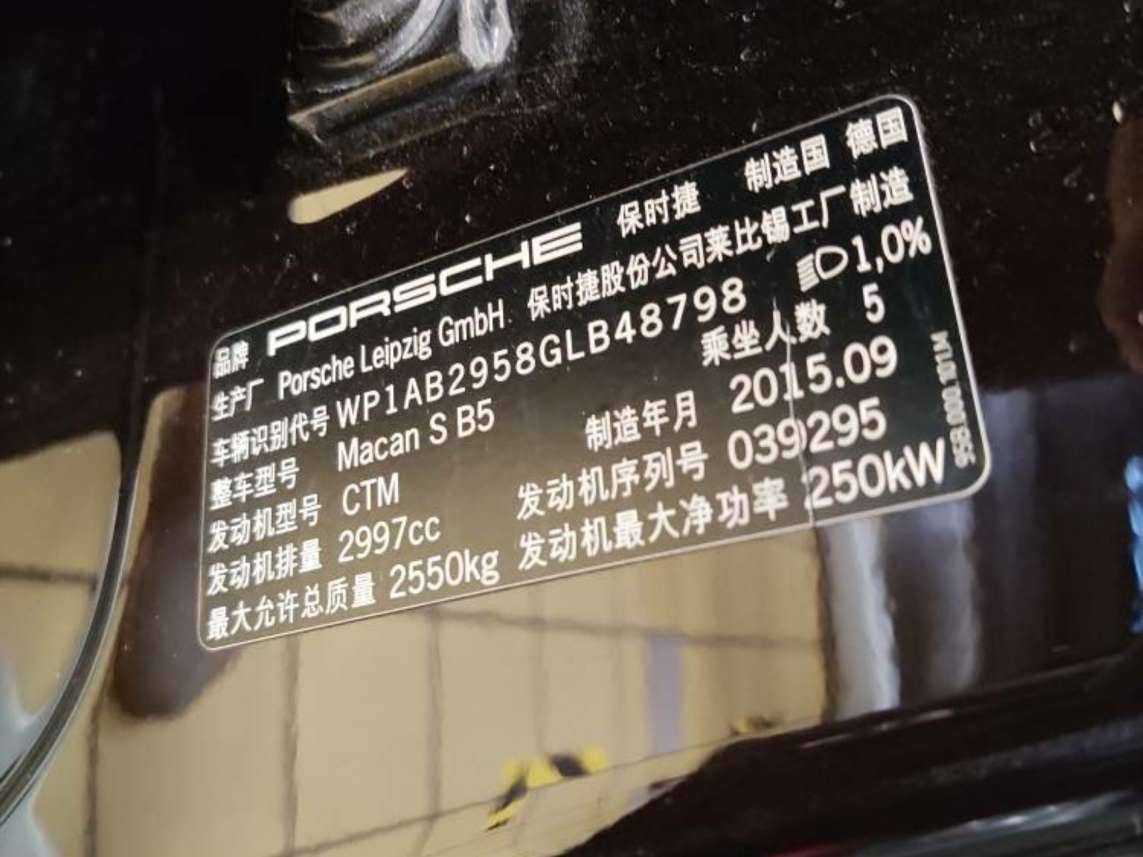 品牌 PORSCHE 保时捷 制造国 德国
生产厂 Porsche Leipzig GmbH 保时捷股份公司莱比锡工厂制造
车辆识别代号 WP1AB2958GLB48798 1,0%
整车型号 Macan S B5 乘坐人数 5
发动机型号 CTM 制造年月 2015.09
发动机排量 2997cc 发动机序列号 039295
最大允许总质量 2550kg 发动机最大净功率 250kW